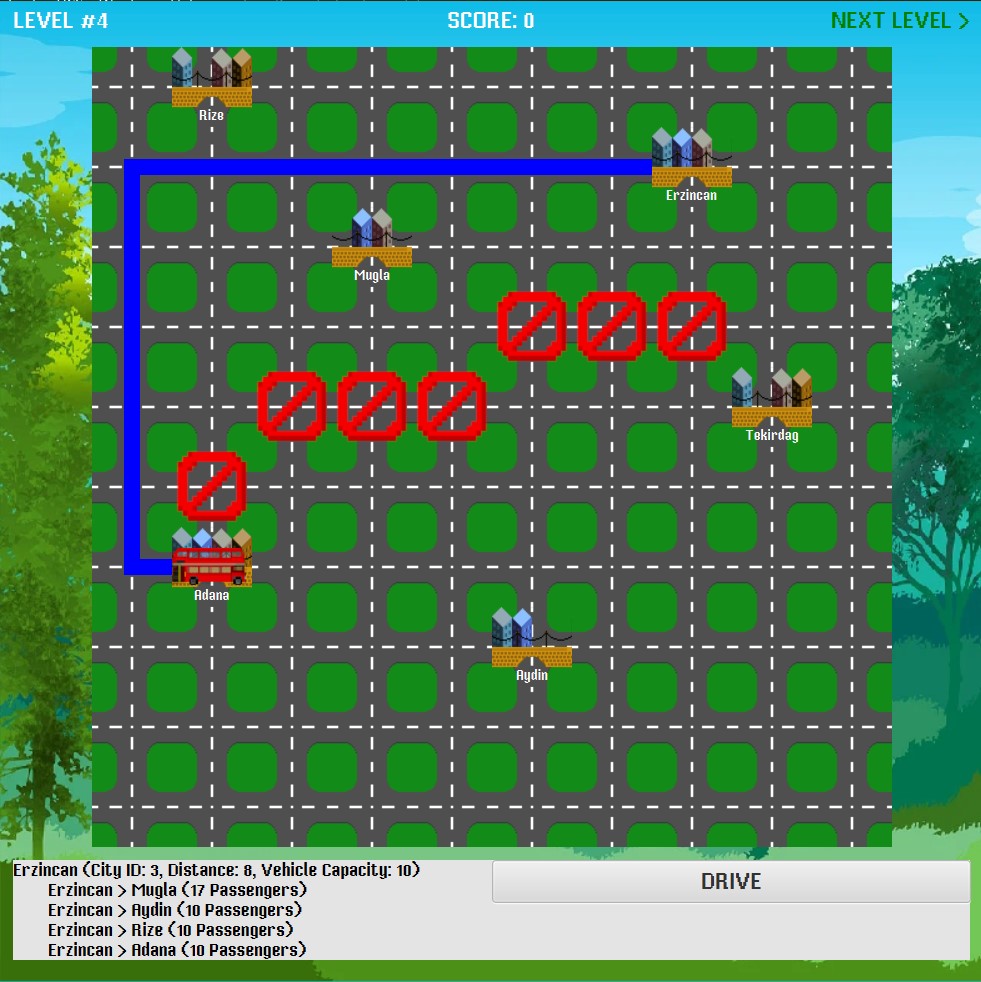 LEVEL #4 SCORE: 0 NEXT LEVEL >
Rize
Erzincan
Mugla
Tekirdag
Adana
Aydin
Erzincan (City ID: 3, Distance: 8, Vehicle Capacity: 10)
Erzincan > Mugla (17 Passengers)
Erzincan > Aydin (10 Passengers)
Erzincan > Rize (10 Passengers)
Erzincan > Adana (10 Passengers)
DRIVE